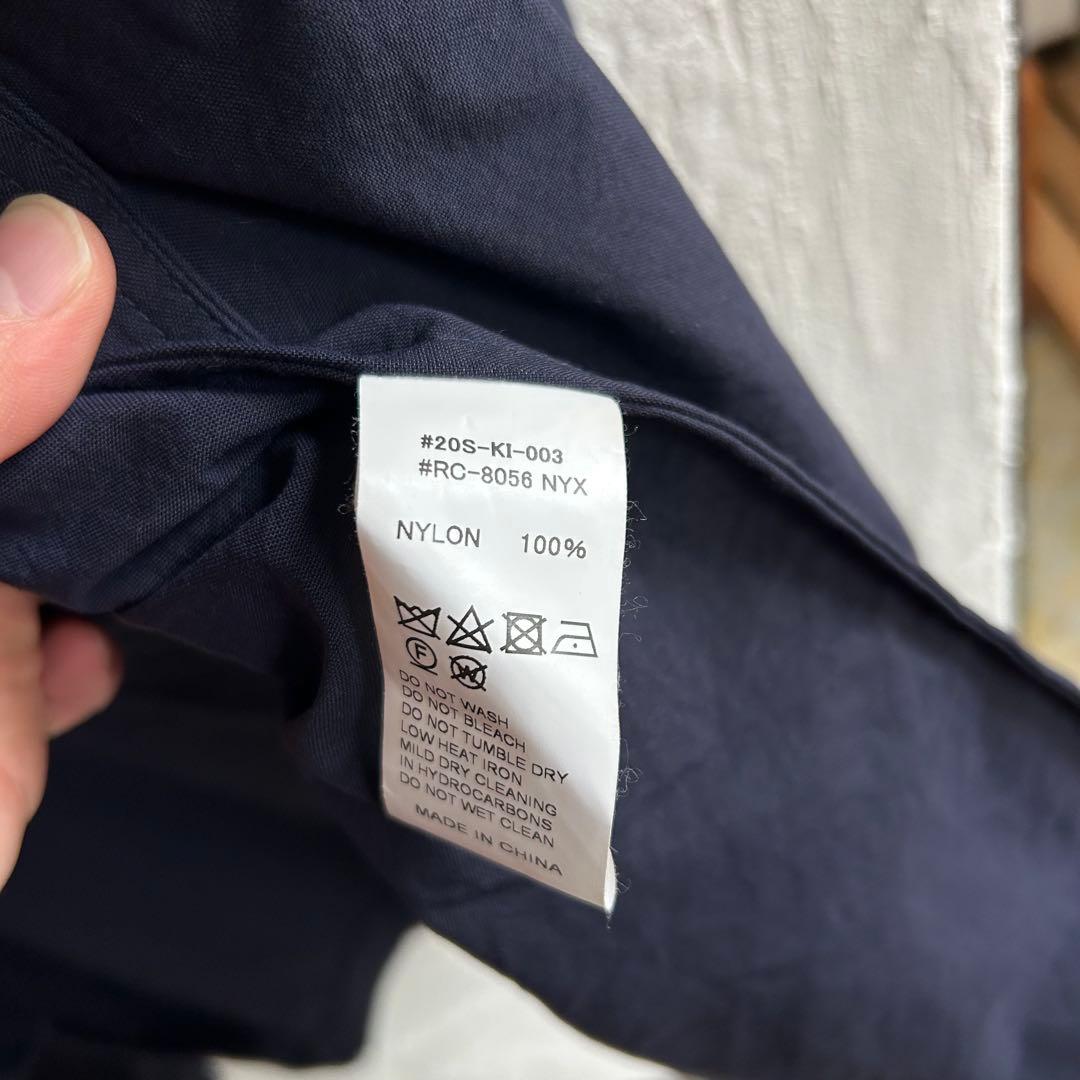 #20S-KI-003
#RC-8056 NYX
NYLON 100%
F W
DO NOT WASH
DO NOT BLEACH
DO NOT TUMBLE DRY
LOW HEAT IRON
MILD DRY CLEANING
IN HYDROCARBONS
DO NOT WET CLEAN
MADE IN CHINA